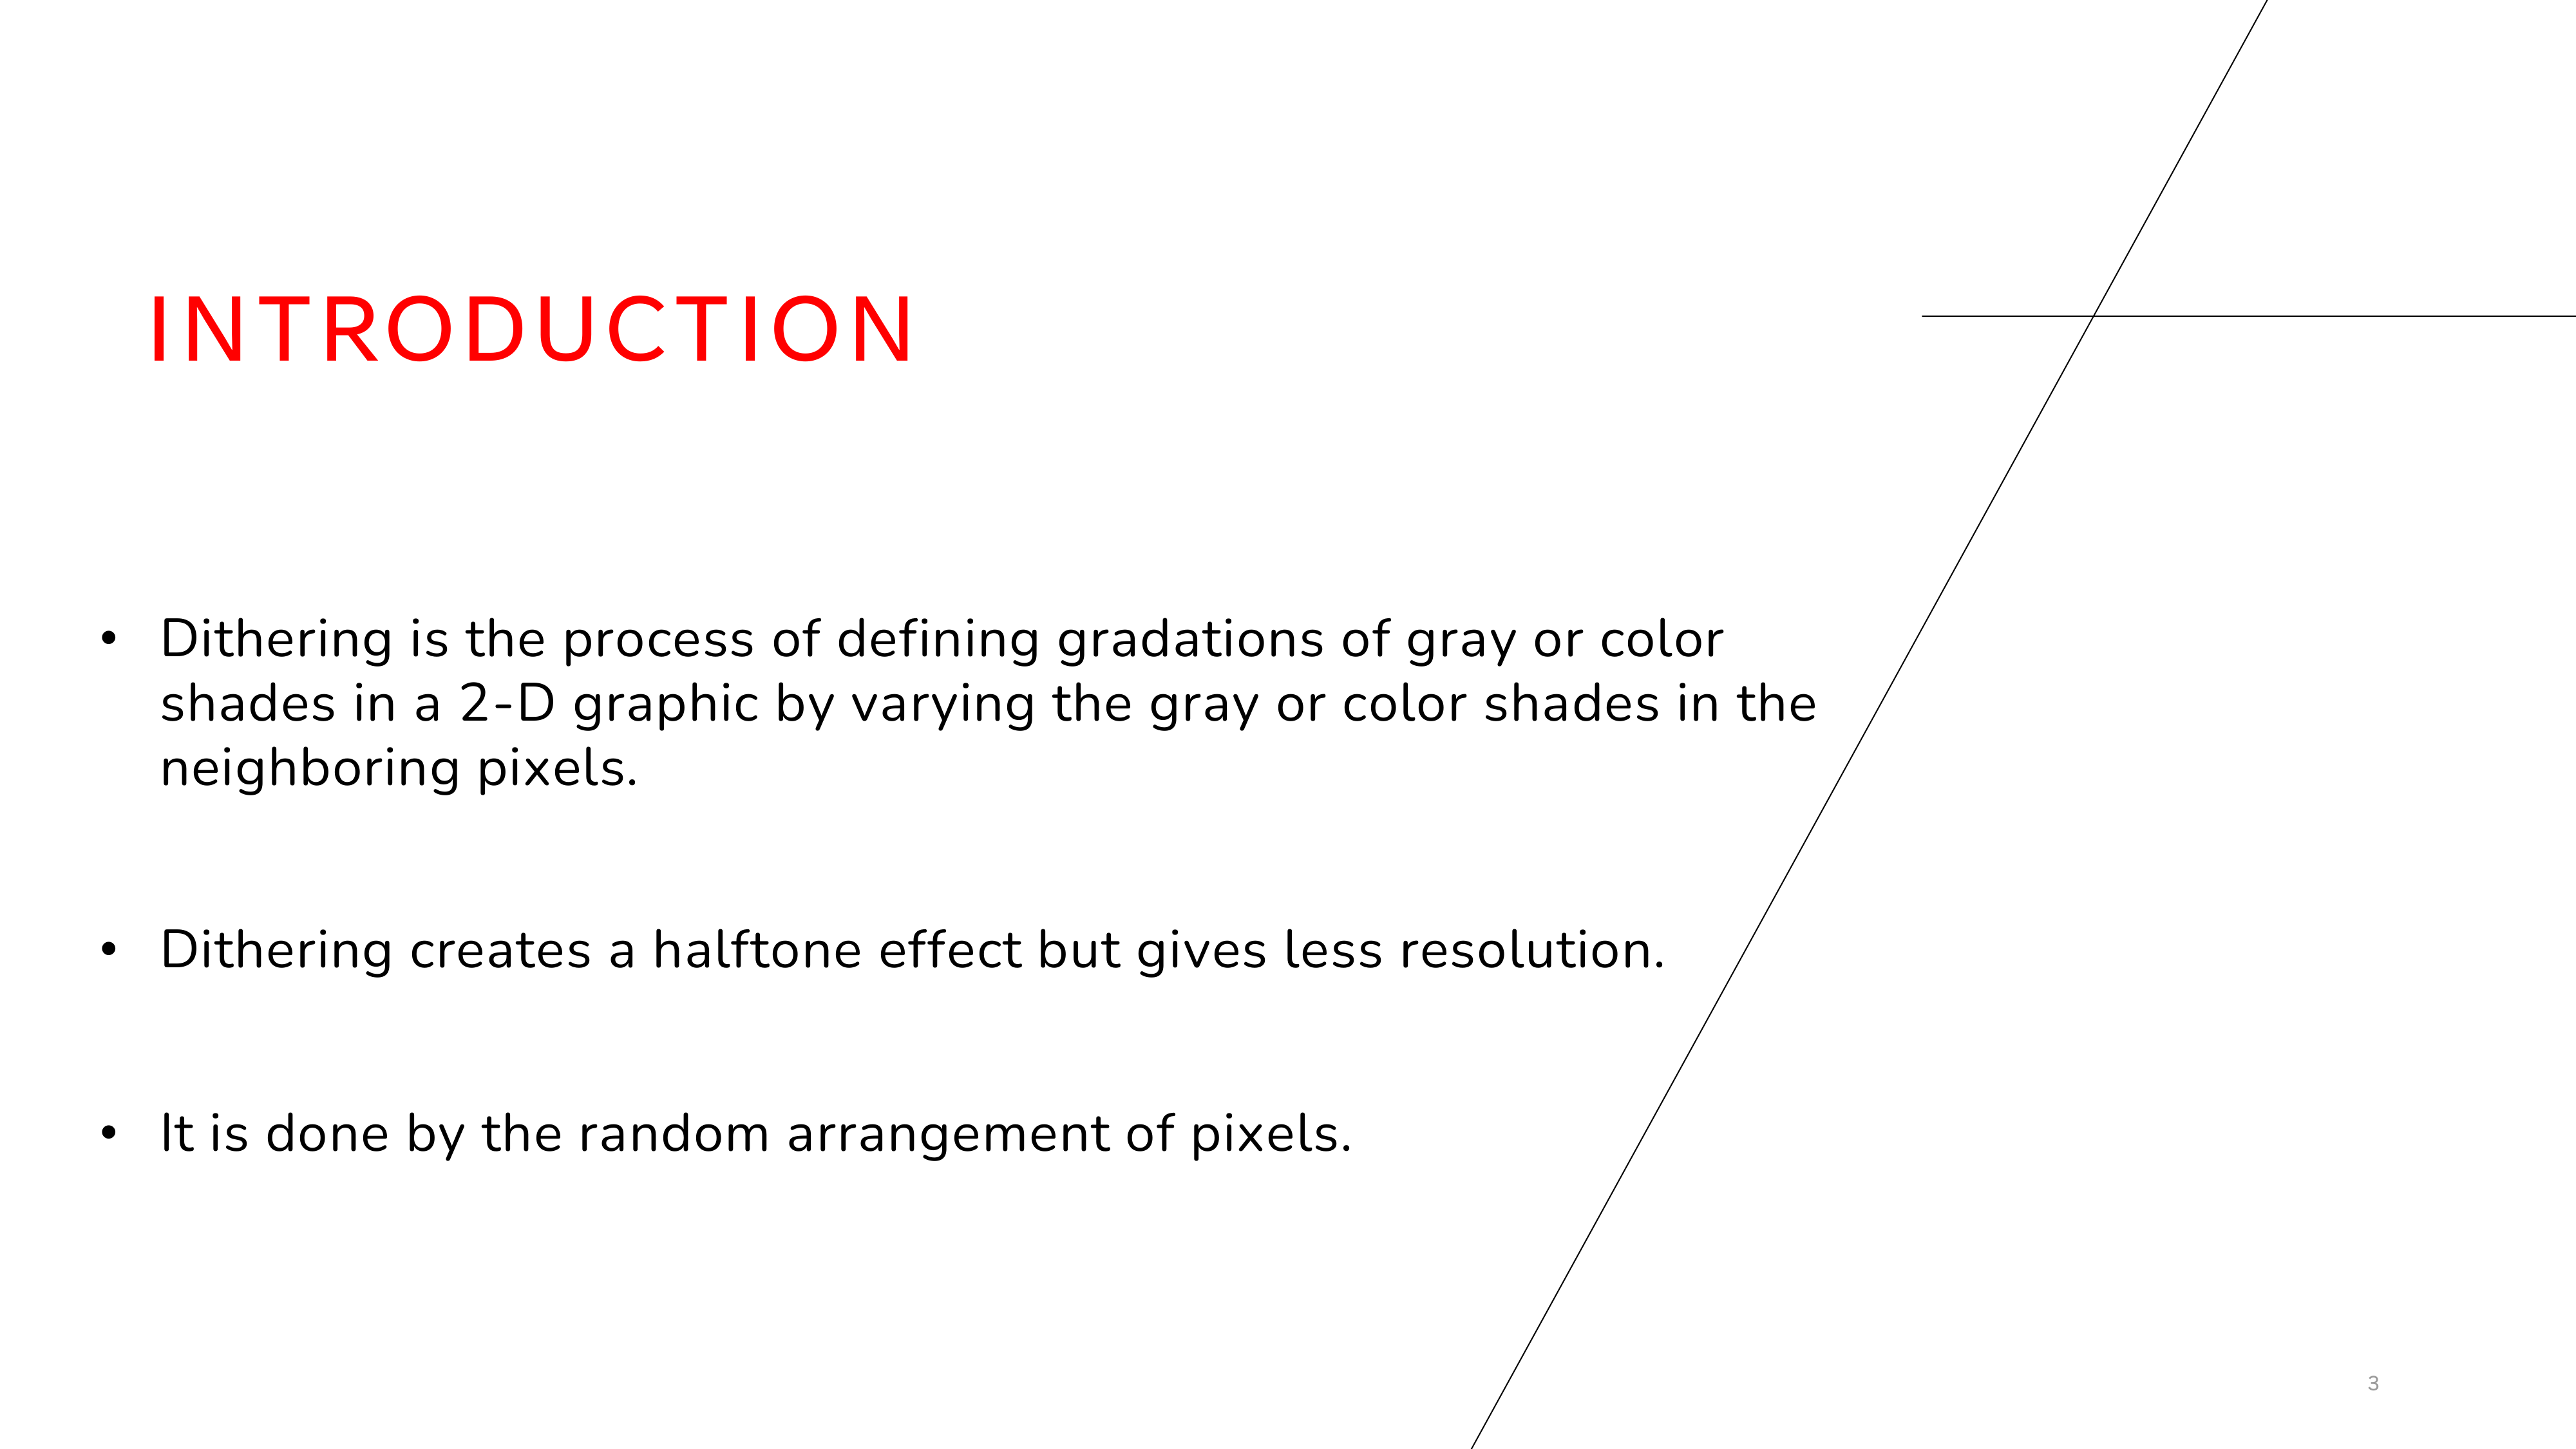 INTRODUCTION
• Dithering is the process of defining gradations of gray or color
shades in a 2-D graphic by varying the gray or color shades in the
neighboring pixels.
• Dithering creates a halftone effect but gives less resolution.
• It is done by the random arrangement of pixels.
3